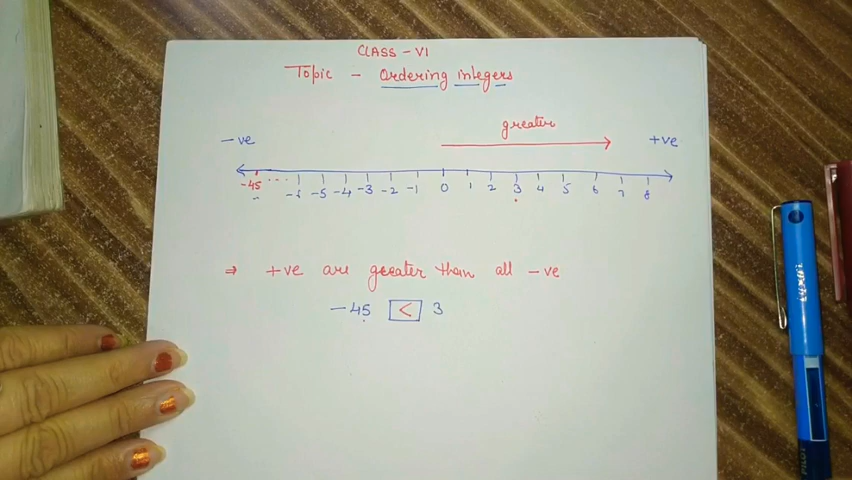 CLASS - VI
Topic - Ordering integers
greater
-ve +ve
-45 .... -5 -4 -3 -2 -1 0 1 2 3 4 5 6 7 8
⇒ +ve are greater than all -ve
-45 < 3
PILOT